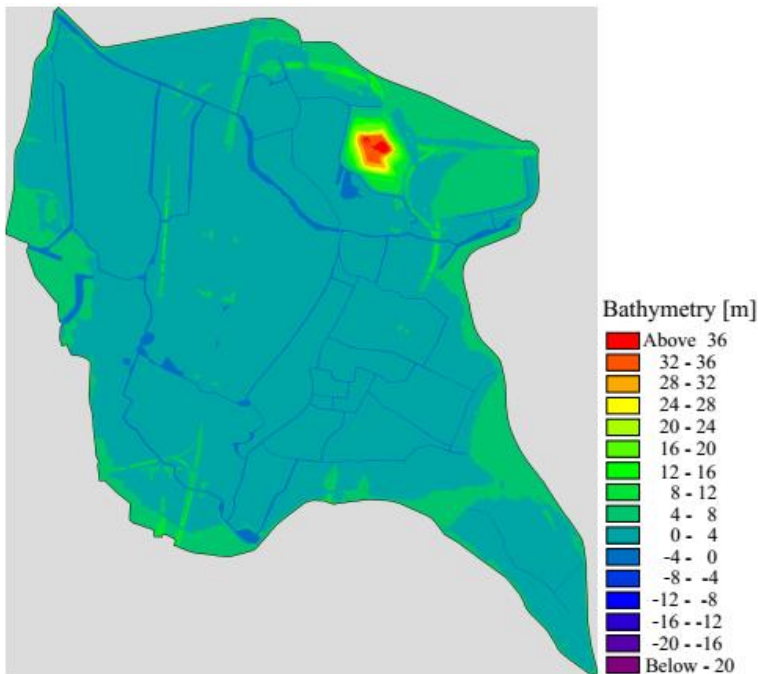 Bathymetry [m]
Above 36
32 - 36
28 - 32
24 - 28
20 - 24
16 - 20
12 - 16
8 - 12
4 - 8
0 - 4
-4 - 0
-8 - -4
-12 - -8
-16 - -12
-20 - -16
Below - 20